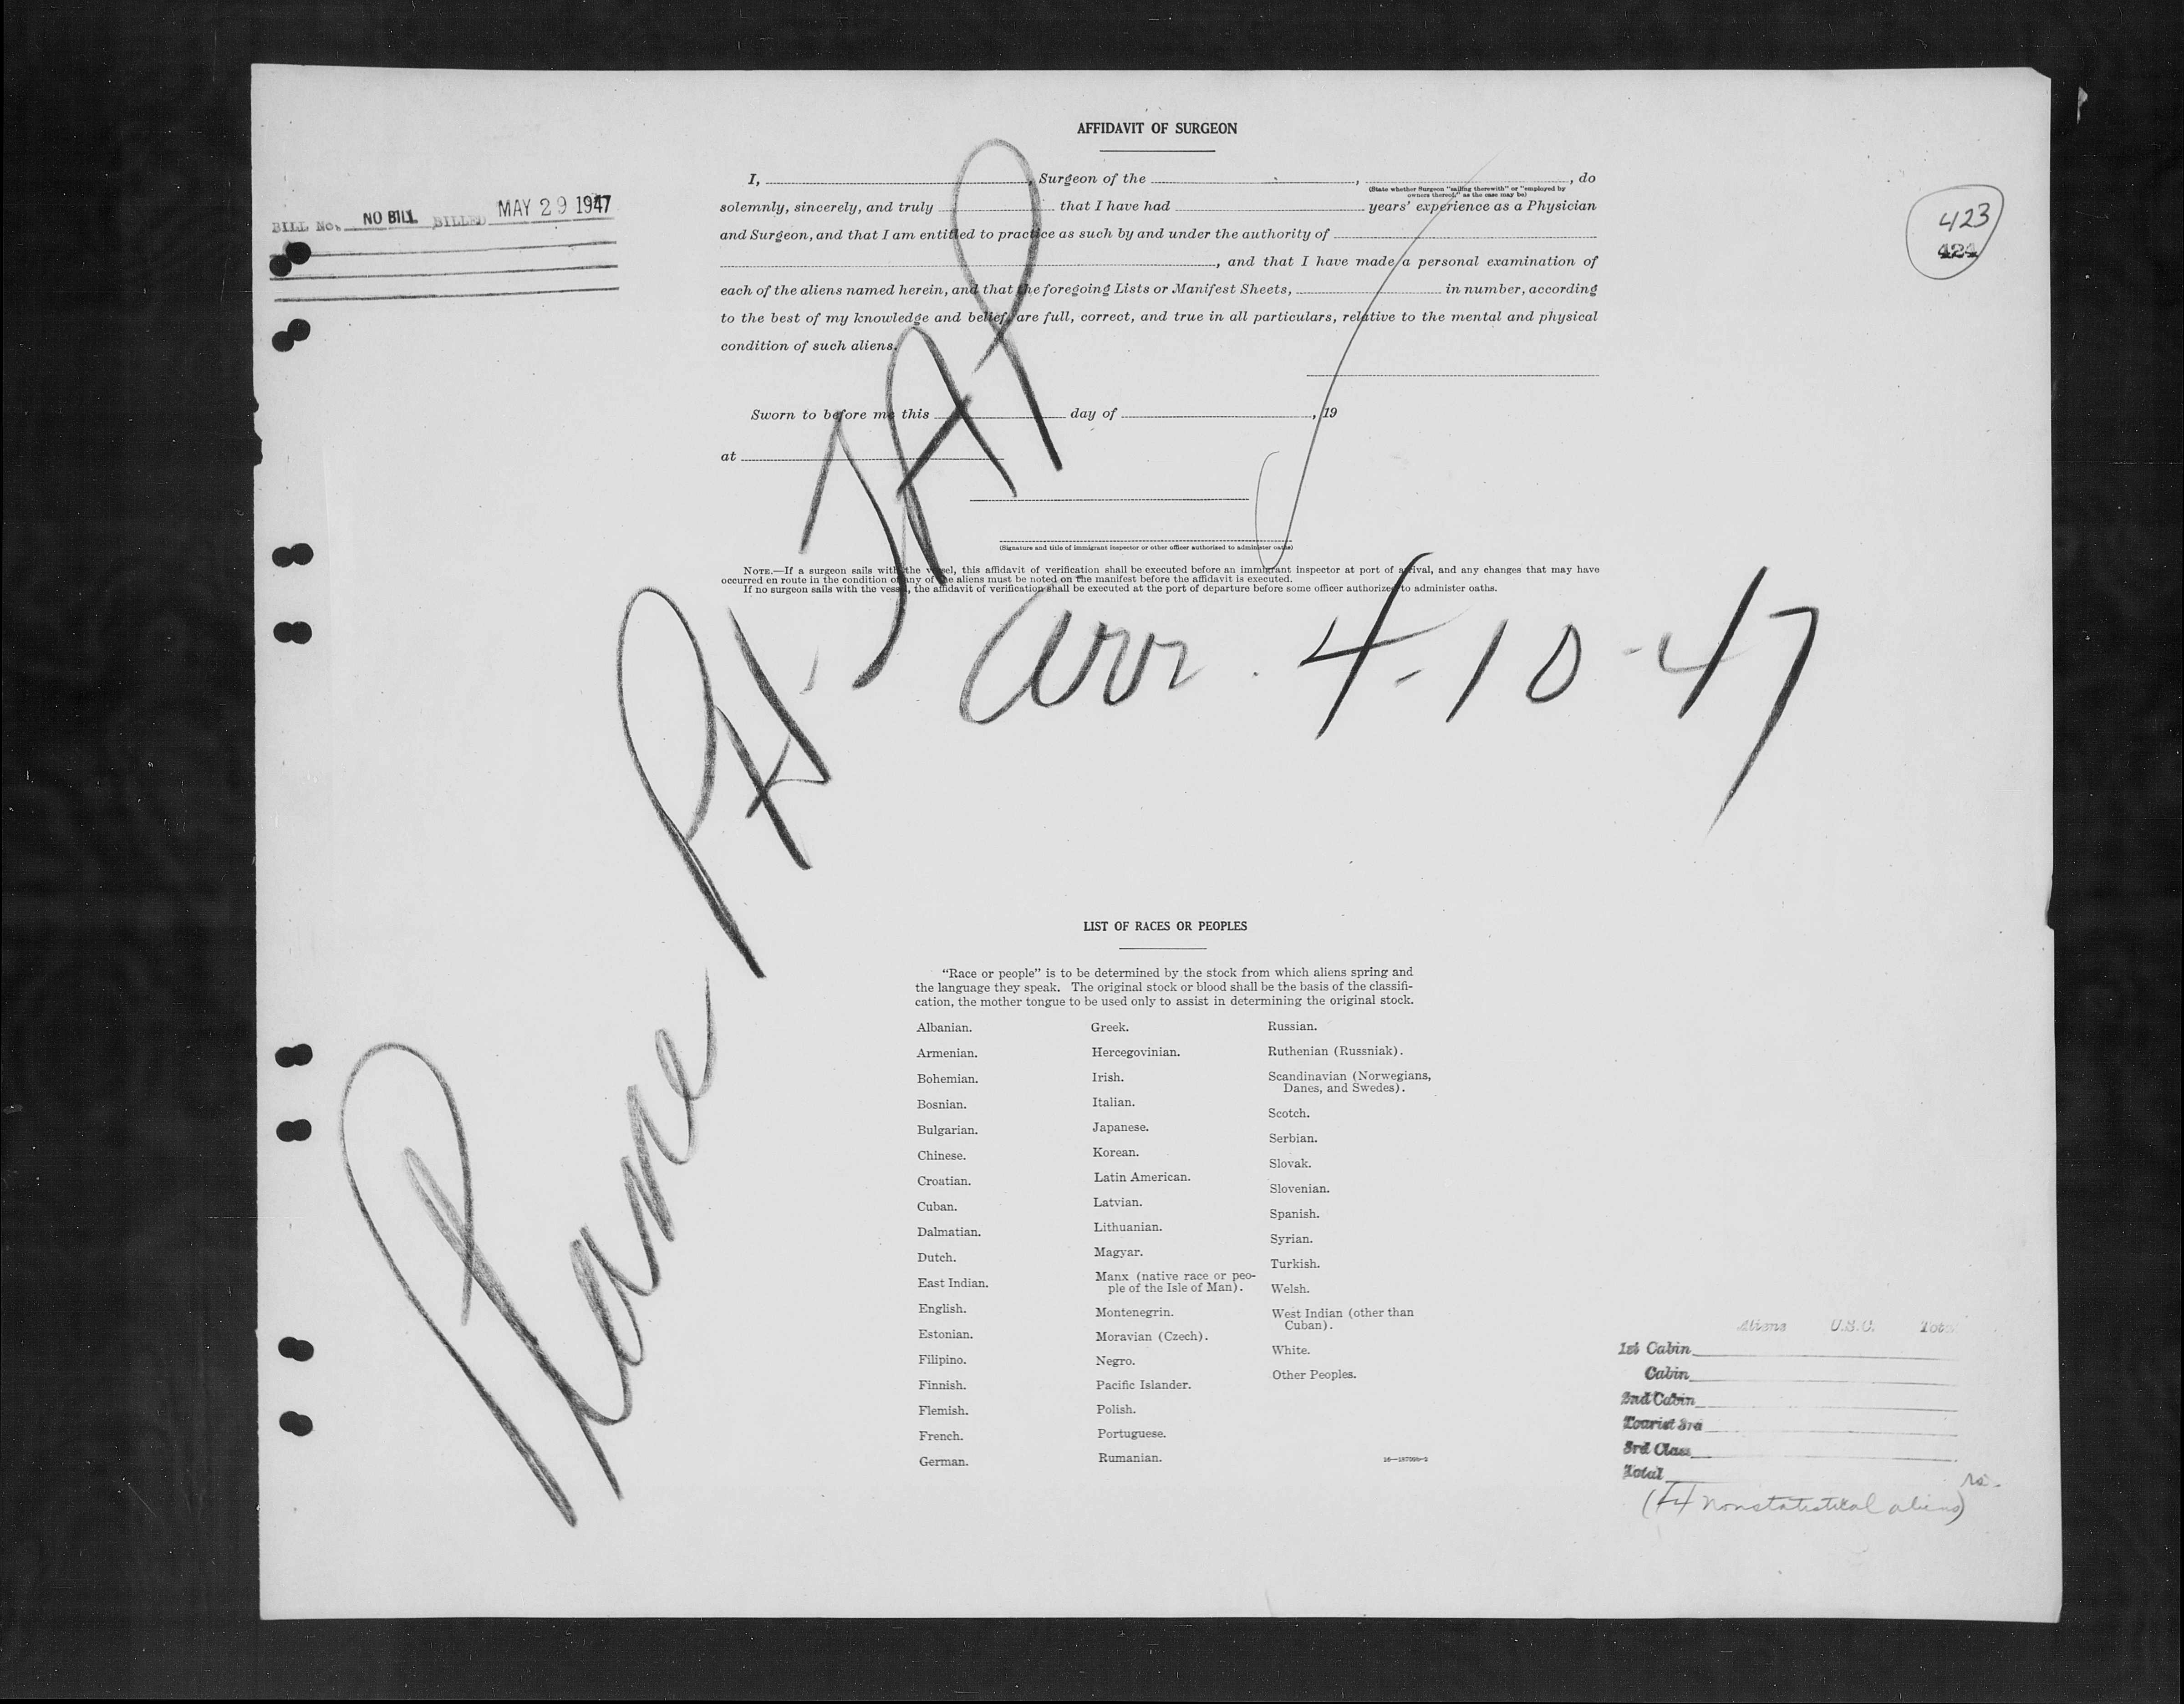 AFFIDAVIT OF SURGEON
I, , Surgeon of the , , do
(State whether Surgeon "sailing therewith" or "employed by
owners thereof," as the case may be)
solemnly, sincerely, and truly that I have had years' experience as a Physician
and Surgeon, and that I am entitled to practice as such by and under the authority of
, and that I have made a personal examination of
each of the aliens named herein, and that the foregoing Lists or Manifest Sheets, in number, according
to the best of my knowledge and belief, are full, correct, and true in all particulars, relative to the mental and physical
condition of such aliens.
Sworn to before me this day of , 19
at
(Signature and title of immigrant inspector or other officer authorized to administer oaths)
NOTE.—If a surgeon sails with the vessel, this affidavit of verification shall be executed before an immigrant inspector at port of arrival, and any changes that may have
occurred en route in the condition of any of the aliens must be noted on the manifest before the affidavit is executed.
If no surgeon sails with the vessel, the affidavit of verification shall be executed at the port of departure before some officer authorized to administer oaths.
BILL No. NO BILL BILLED MAY 29 1947
423
424
Plane
arr. 4-10-47
LIST OF RACES OR PEOPLES
"Race or people" is to be determined by the stock from which aliens spring and
the language they speak. The original stock or blood shall be the basis of the classifi-
cation, the mother tongue to be used only to assist in determining the original stock.
Albanian.
Armenian.
Bohemian.
Bosnian.
Bulgarian.
Chinese.
Croatian.
Cuban.
Dalmatian.
Dutch.
East Indian.
English.
Estonian.
Filipino.
Finnish.
Flemish.
French.
German.
Greek.
Hercegovinian.
Irish.
Italian.
Japanese.
Korean.
Latin American.
Latvian.
Lithuanian.
Magyar.
Manx (native race or peo-
ple of the Isle of Man).
Montenegrin.
Moravian (Czech).
Negro.
Pacific Islander.
Polish.
Portuguese.
Rumanian.
Russian.
Ruthenian (Russniak).
Scandinavian (Norwegians,
Danes, and Swedes).
Scotch.
Serbian.
Slovak.
Slovenian.
Spanish.
Syrian.
Turkish.
Welsh.
West Indian (other than
Cuban).
White.
Other Peoples.
Aliens U.S.C. Total
1st Cabin
Cabin
2nd Cabin
Tourist 3rd
3rd Class
Total
nonstatistical aliens)